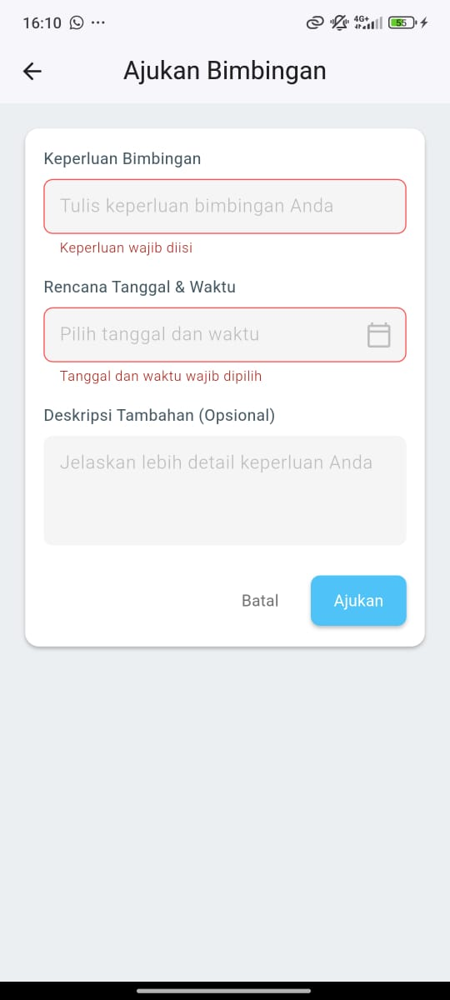 16:10
4G+
55
Ajukan Bimbingan
Keperluan Bimbingan
Tulis keperluan bimbingan Anda
Keperluan wajib diisi
Rencana Tanggal & Waktu
Pilih tanggal dan waktu
Tanggal dan waktu wajib dipilih
Deskripsi Tambahan (Opsional)
Jelaskan lebih detail keperluan Anda
Batal
Ajukan